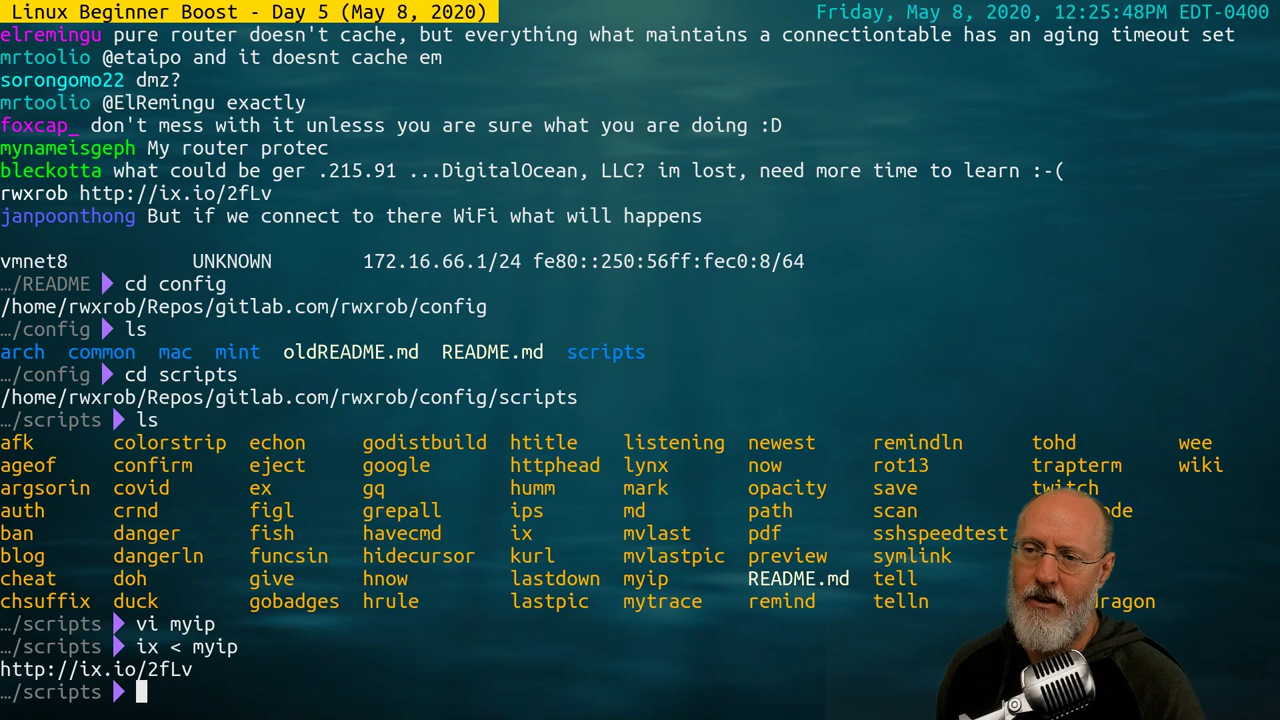 Linux Beginner Boost - Day 5 (May 8, 2020) Friday, May 8, 2020, 12:25:48PM EDT-0400
elremingu pure router doesn't cache, but everything what maintains a connectiontable has an aging timeout set
mrtoolio @etaipo and it doesnt cache em
sorongomo22 dmz?
mrtoolio @ElRemingu exactly
foxcap_ don't mess with it unlesss you are sure what you are doing :D
mynameisgeph My router protec
bleckotta what could be ger .215.91 ...DigitalOcean, LLC? im lost, need more time to learn :-(
rwxrob http://ix.io/2fLv
janpoonthong But if we connect to there WiFi what will happens
vmnet8 UNKNOWN 172.16.66.1/24 fe80::250:56ff:fec0:8/64
…/README cd config
/home/rwxrob/Repos/gitlab.com/rwxrob/config
…/config ls
arch common mac mint oldREADME.md README.md scripts
…/config cd scripts
/home/rwxrob/Repos/gitlab.com/rwxrob/config/scripts
…/scripts ls
afk colorstrip echon godistbuild htitle listening newest remindln tohd wee
ageof confirm eject google httphead lynx now rot13 trapterm wiki
argsorin covid ex gq humm mark opacity save twitch
auth crnd figl grepall ips md path scan ode
ban danger fish havecmd ix mvlast pdf sshspeedtest
blog dangerln funcsin hidecursor kurl mvlastpic preview symlink
cheat doh give hnow lastdown myip README.md tell
chsuffix duck gobadges hrule lastpic mytrace remind telln dragon
…/scripts vi myip
…/scripts ix < myip
http://ix.io/2fLv
…/scripts